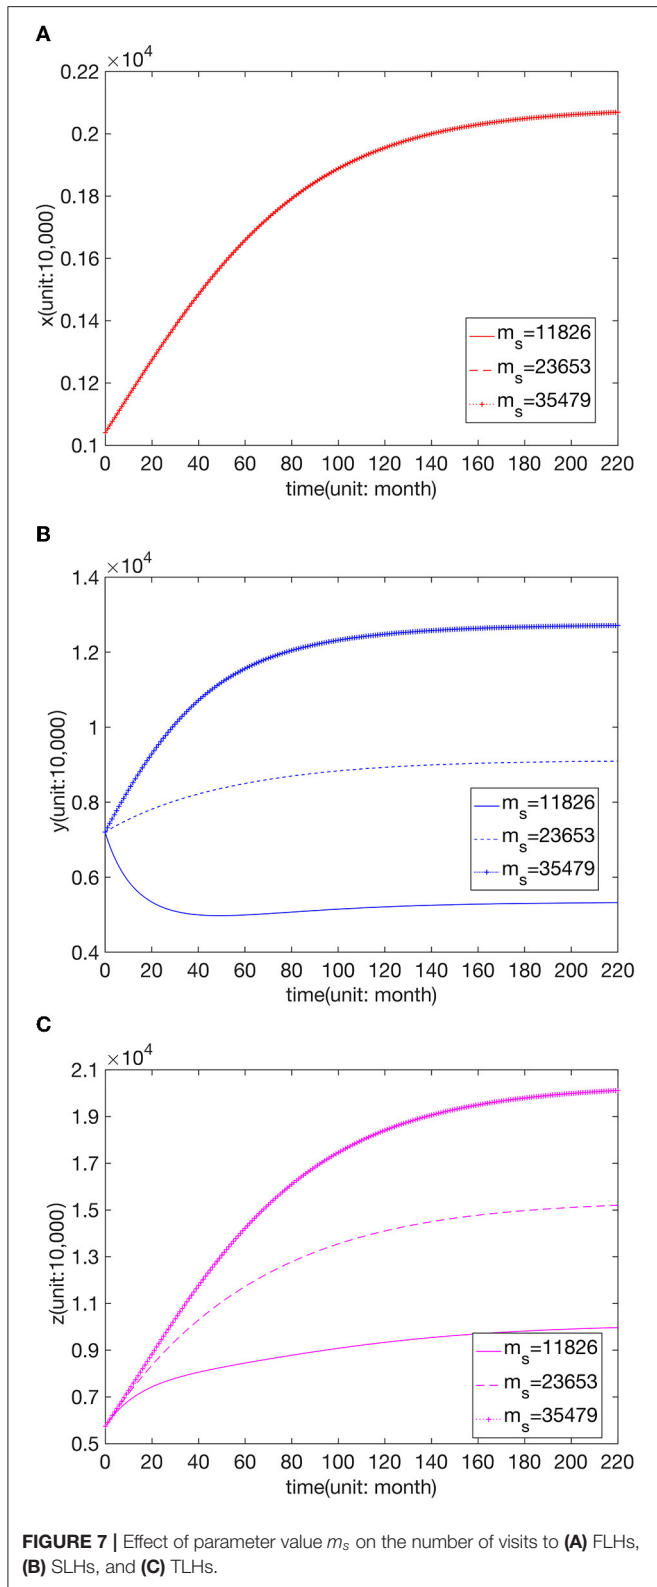 A
×10⁴
0.22
0.2
0.18
0.16
0.14
0.12
0.1
x(unit:10,000)
m_s=11826
m_s=23653
m_s=35479
0 20 40 60 80 100 120 140 160 180 200 220
time(unit: month)
B
×10⁴
1.4
1.2
1
0.8
0.6
0.4
y(unit:10,000)
m_s=11826
m_s=23653
m_s=35479
0 20 40 60 80 100 120 140 160 180 200 220
time(unit: month)
C
×10⁴
2.1
1.9
1.7
1.5
1.3
1.1
0.9
0.7
0.5
z(unit:10,000)
m_s=11826
m_s=23653
m_s=35479
0 20 40 60 80 100 120 140 160 180 200 220
time(unit: month)
FIGURE 7 | Effect of parameter value m_s on the number of visits to (A) FLHs,
(B) SLHs, and (C) TLHs.